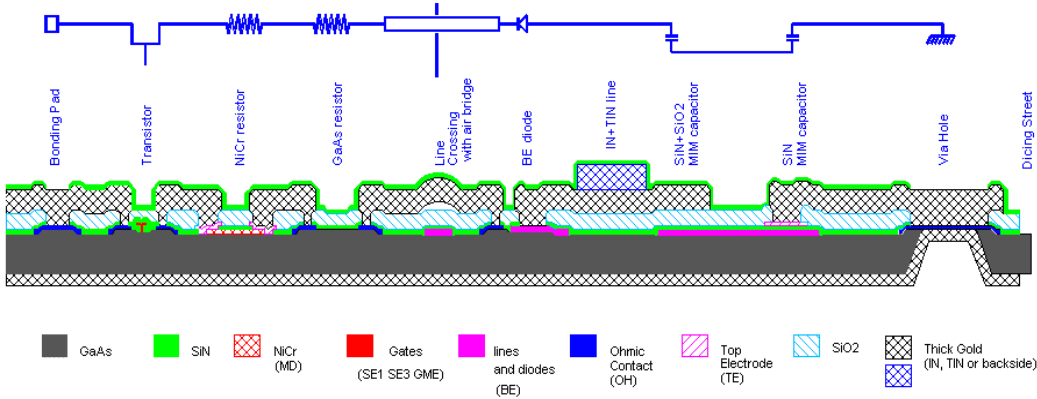 Bonding Pad
Transistor
NiCr resistor
GaAs resistor
Line
Crossing
with air bridge
BE diode
IN+TIN line
SiN+SiO2
MIM capacitor
SiN
MIM capacitor
Via Hole
Dicing Street
GaAs
SiN
NiCr
(MD)
Gates
(SE1 SE3 GME)
lines
and diodes
(BE)
Ohmic
Contact
(OH)
Top
Electrode
(TE)
SiO2
Thick Gold
(IN, TIN or backside)